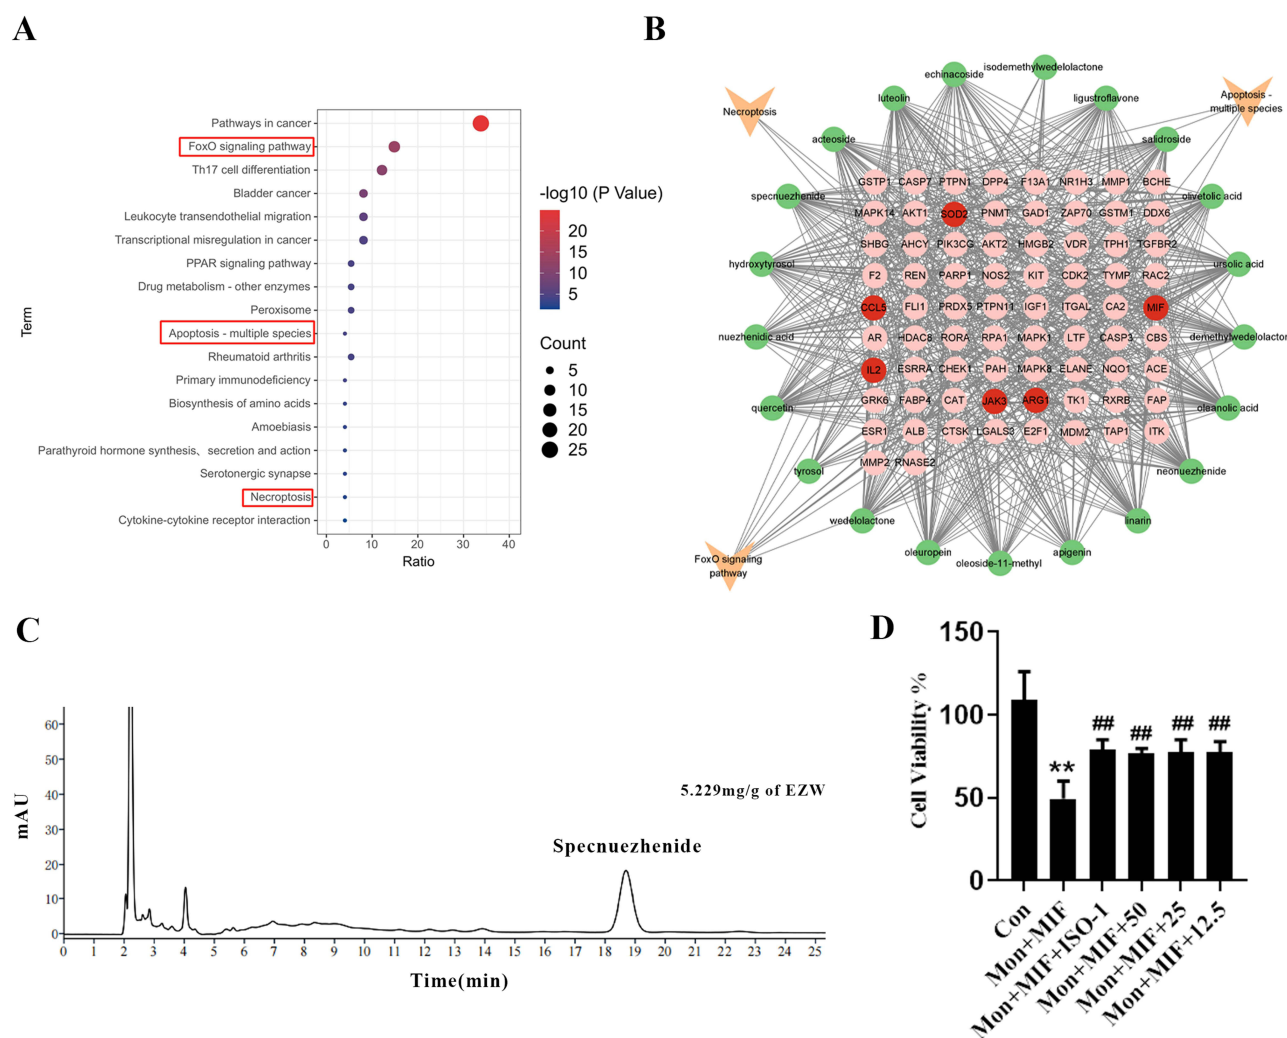 A
Term
Pathways in cancer
FoxO signaling pathway
Th17 cell differentiation
Bladder cancer
Leukocyte transendothelial migration
Transcriptional misregulation in cancer
PPAR signaling pathway
Drug metabolism - other enzymes
Peroxisome
Apoptosis - multiple species
Rheumatoid arthritis
Primary immunodeficiency
Biosynthesis of amino acids
Amoebiasis
Parathyroid hormone synthesis、secretion and action
Serotonergic synapse
Necroptosis
Cytokine-cytokine receptor interaction
0 10 20 30 40
Ratio
-log10 (P Value)
20
15
10
5
Count
5
10
15
20
25
B
isodemethylwedelolactone
echinacoside
luteolin
ligustroflavone
Necroptosis
Apoptosis -
multiple species
acteoside
salidroside
specnuezhenide
olivetolic acid
hydroxytyrosol
ursolic acid
nuezhenidic acid
demethylwedelolacton
quercetin
oleanolic acid
tyrosol
neonuezhenide
wedelolactone
linarin
oleuropein
apigenin
oleoside-11-methyl
FoxO signaling
pathway
GSTP1 CASP7 PTPN1 DPP4 F13A1 NR1H3 MMP1 BCHE
MAPK14 AKT1 SOD2 PNMT GAD1 ZAP70 GSTM1 DDX6
SHBG AHCY PIK3CG AKT2 HMGB2 VDR TPH1 TGFBR2
F2 REN PARP1 NOS2 KIT CDK2 TYMP RAC2
CCL5 FLI1 PRDX5 PTPN11 IGF1 ITGAL CA2 MIF
AR HDAC8 RORA RPA1 MAPK1 LTF CASP3 CBS
IL2 ESRRA CHEK1 PAH MAPK8 ELANE NQO1 ACE
GRK6 FABP4 CAT JAK3 ARG1 TK1 RXRB FAP
ESR1 ALB CTSK LGALS3 E2F1 MDM2 TAP1 ITK
MMP2 RNASE2
C
mAU
60
50
40
30
20
10
0
5.229mg/g of EZW
Specnuezhenide
0 1 2 3 4 5 6 7 8 9 10 11 12 13 14 15 16 17 18 19 20 21 22 23 24 25
Time(min)
D
Cell Viability %
150
100
50
0
** ## ## ## ##
Con
Mon+MIF
Mon+MIF+ISO-1
Mon+MIF+50
Mon+MIF+25
Mon+MIF+12.5